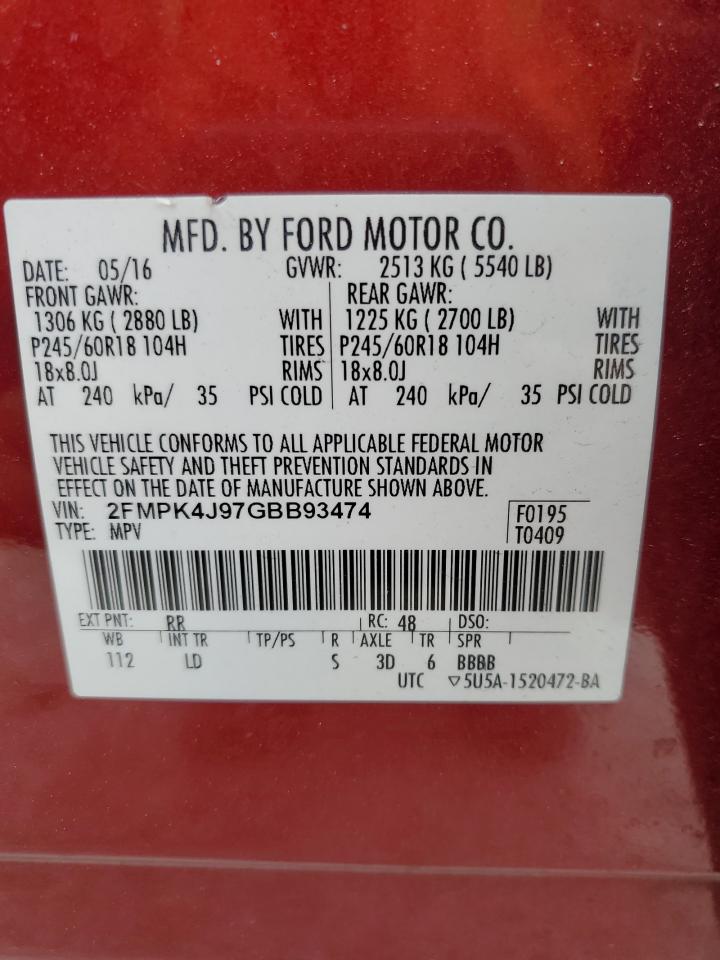 MFD. BY FORD MOTOR CO.
DATE: 05/16 GVWR: 2513 KG ( 5540 LB)
FRONT GAWR: REAR GAWR:
1306 KG ( 2880 LB) WITH 1225 KG ( 2700 LB) WITH
P245/60R18 104H TIRES P245/60R18 104H TIRES
18x8.0J RIMS 18x8.0J RIMS
AT 240 kPa/ 35 PSI COLD AT 240 kPa/ 35 PSI COLD
THIS VEHICLE CONFORMS TO ALL APPLICABLE FEDERAL MOTOR
VEHICLE SAFETY AND THEFT PREVENTION STANDARDS IN
EFFECT ON THE DATE OF MANUFACTURE SHOWN ABOVE.
VIN: 2FMPK4J97GBB93474 F0195
TYPE: MPV T0409
EXT PNT: RR RC: 48 DSO:
WB INT TR TP/PS R AXLE TR SPR
112 LD S 3D 6 BBBB
UTC ▽5U5A-1520472-BA